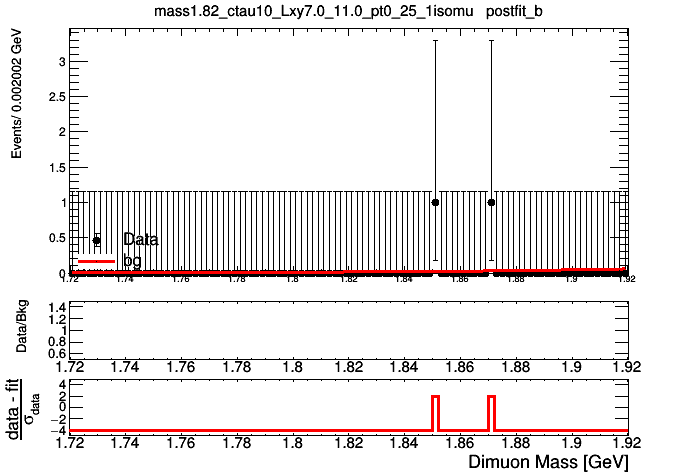 mass1.82_ctau10_Lxy7.0_11.0_pt0_25_1isomu postfit_b
Events/ 0.002002 GeV
3
2.5
2
1.5
1
0.5
0
Data
bg
1.72 1.74 1.76 1.78 1.8 1.82 1.84 1.86 1.88 1.9 1.92
Data/Bkg
1.4
1.2
1
0.8
0.6
1.72 1.74 1.76 1.78 1.8 1.82 1.84 1.86 1.88 1.9 1.92
data - fit
σdata
4
2
0
−2
−4
1.72 1.74 1.76 1.78 1.8 1.82 1.84 1.86 1.88 1.9 1.92
Dimuon Mass [GeV]